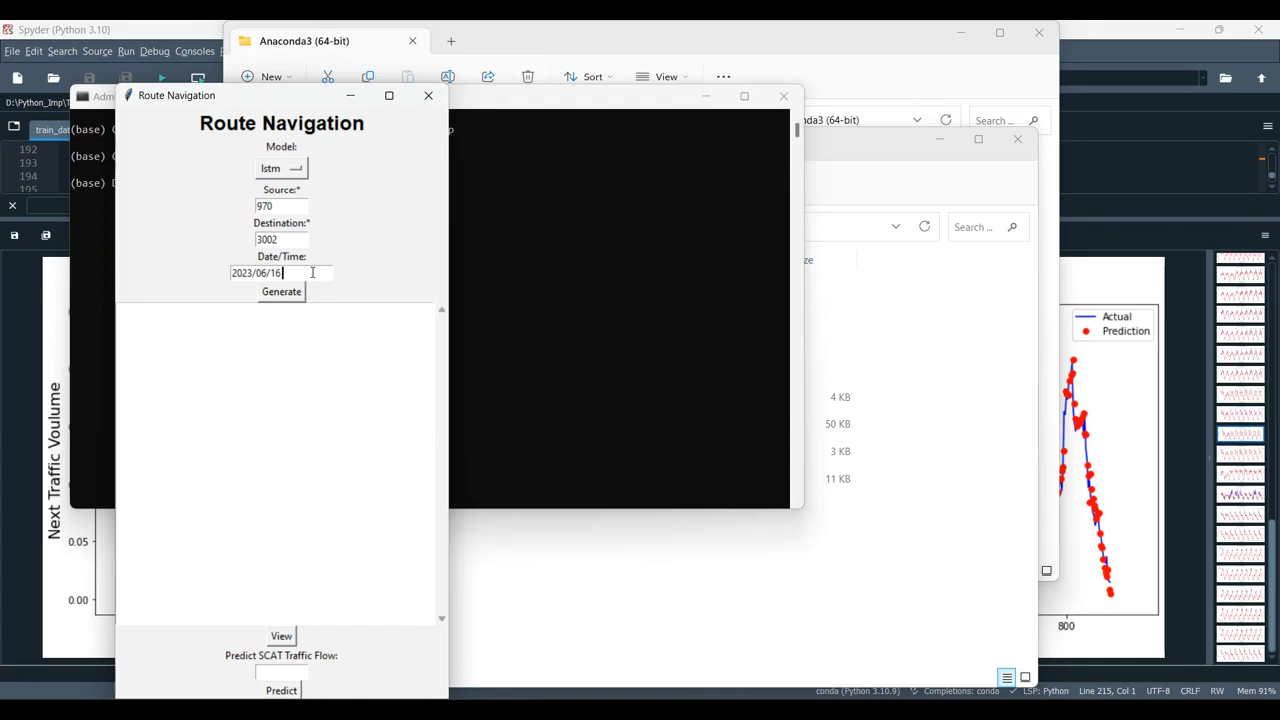 Spyder (Python 3.10)
File Edit Search Source Run Debug Consoles
Anaconda3 (64-bit)
New
Sort
View
D:\Python_Imp\
Route Navigation
Route Navigation
Model:
lstm
Source:*
970
Destination:*
3002
Date/Time:
2023/06/16
Generate
View
Predict SCAT Traffic Flow:
Predict
(base)
(base)
(base)
192
193
194
195
nda3 (64-bit)
Search ...
Search ...
ze
4 KB
50 KB
3 KB
11 KB
Actual
Prediction
Next Traffic Voulume
0.05
0.00
800
conda (Python 3.10.9) Completions: conda LSP: Python Line 215, Col 1 UTF-8 CRLF RW Mem 91%